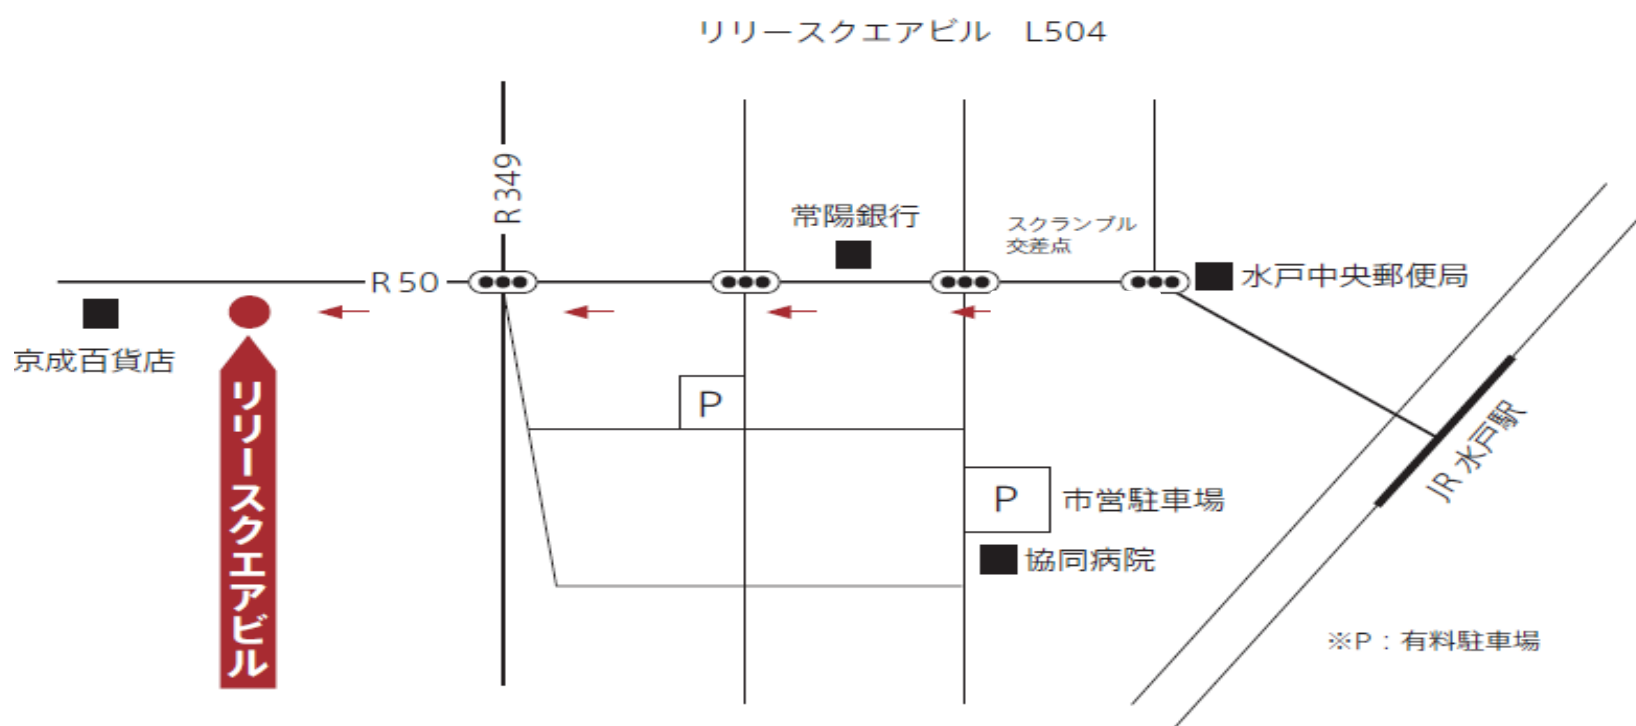 リリースクエアビル　L504
R 349
常陽銀行
スクランブル
交差点
R 50
水戸中央郵便局
京成百貨店
リリースクエアビル
P
JR 水戸駅
P
市営駐車場
協同病院
※P：有料駐車場